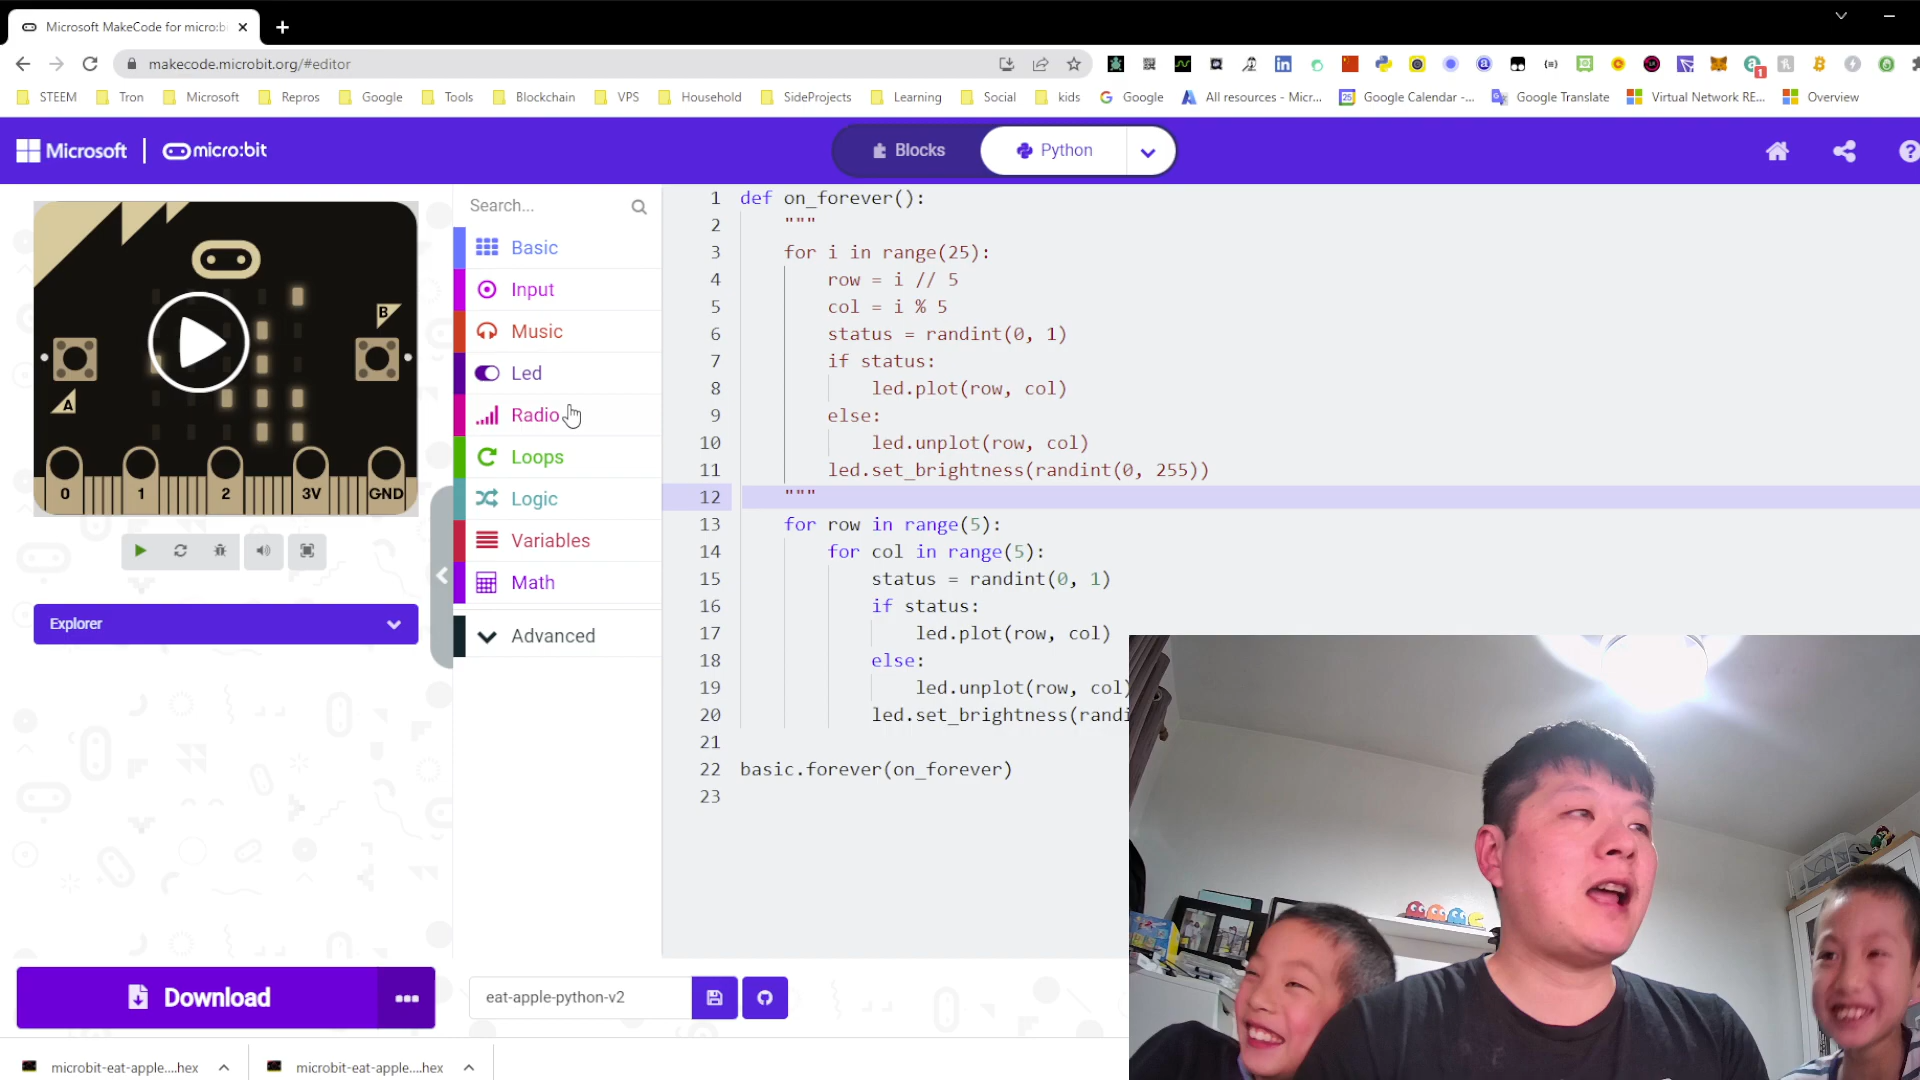 Microsoft MakeCode for micro:b
makecode.microbit.org/#editor
STEEM Tron Microsoft Repros Google Tools Blockchain VPS Household SideProjects Learning Social kids Google All resources - Micr... Google Calendar -... Google Translate Virtual Network RE... Overview
Microsoft micro:bit
Blocks Python
A
B
0 1 2 3V GND
Explorer
Search...
Basic
Input
Music
Led
Radio
Loops
Logic
Variables
Math
Advanced
1 def on_forever():
2 """
3 for i in range(25):
4 row = i // 5
5 col = i % 5
6 status = randint(0, 1)
7 if status:
8 led.plot(row, col)
9 else:
10 led.unplot(row, col)
11 led.set_brightness(randint(0, 255))
12 """
13 for row in range(5):
14 for col in range(5):
15 status = randint(0, 1)
16 if status:
17 led.plot(row, col)
18 else:
19 led.unplot(row, col)
20 led.set_brightness(randi
21
22 basic.forever(on_forever)
23
Download
eat-apple-python-v2
microbit-eat-apple....hex microbit-eat-apple....hex